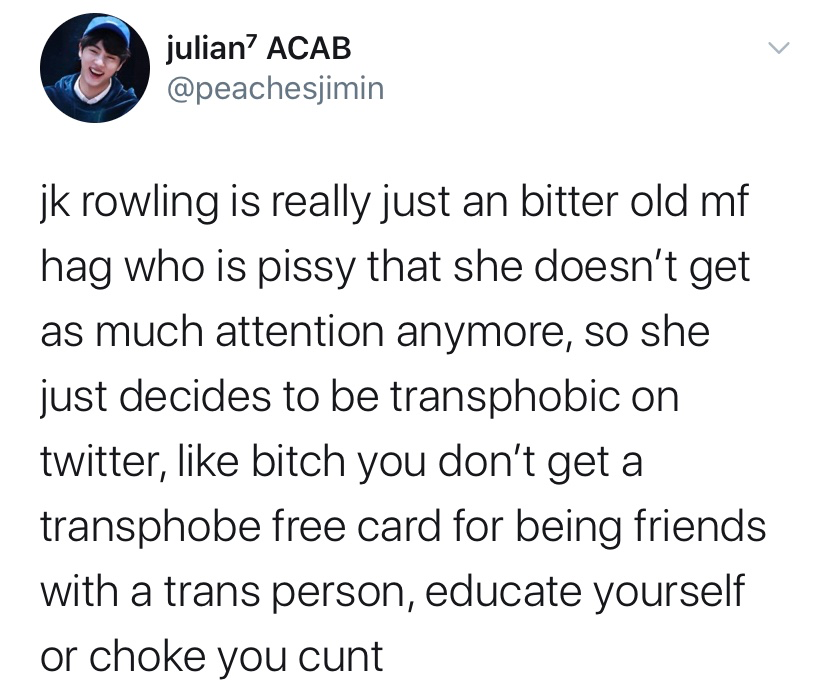 julian⁷ ACAB
@peachesjimin
jk rowling is really just an bitter old mf
hag who is pissy that she doesn’t get
as much attention anymore, so she
just decides to be transphobic on
twitter, like bitch you don’t get a
transphobe free card for being friends
with a trans person, educate yourself
or choke you cunt